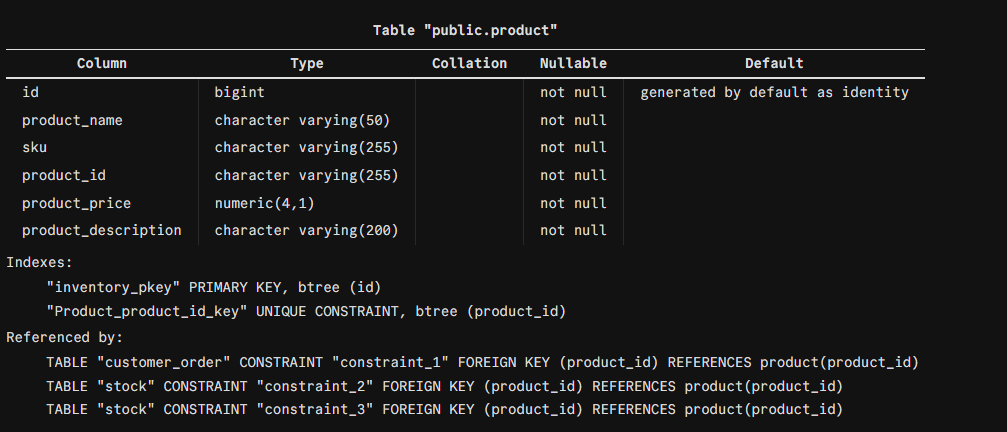 Table "public.product"
Column Type Collation Nullable Default
id bigint not null generated by default as identity
product_name character varying(50) not null
sku character varying(255) not null
product_id character varying(255) not null
product_price numeric(4,1) not null
product_description character varying(200) not null
Indexes:
"inventory_pkey" PRIMARY KEY, btree (id)
"Product_product_id_key" UNIQUE CONSTRAINT, btree (product_id)
Referenced by:
TABLE "customer_order" CONSTRAINT "constraint_1" FOREIGN KEY (product_id) REFERENCES product(product_id)
TABLE "stock" CONSTRAINT "constraint_2" FOREIGN KEY (product_id) REFERENCES product(product_id)
TABLE "stock" CONSTRAINT "constraint_3" FOREIGN KEY (product_id) REFERENCES product(product_id)